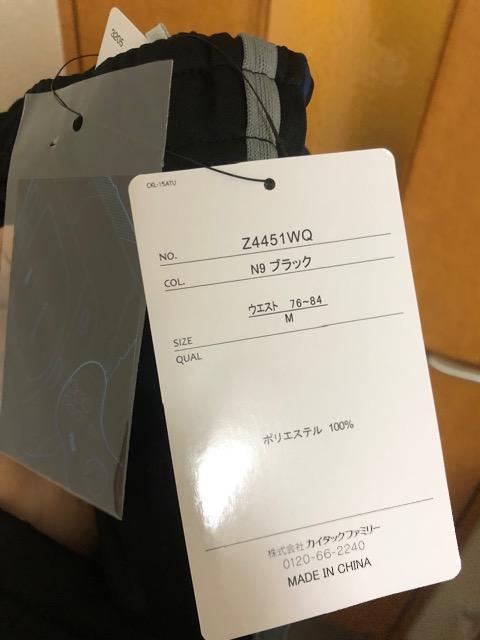 3205
CKL-15ATU
NO. Z4451WQ
COL. N9 ブラック
ウエスト 76~84
SIZE M
QUAL
ポリエステル 100%
株式会社 カイタックファミリー
0120-66-2240
MADE IN CHINA